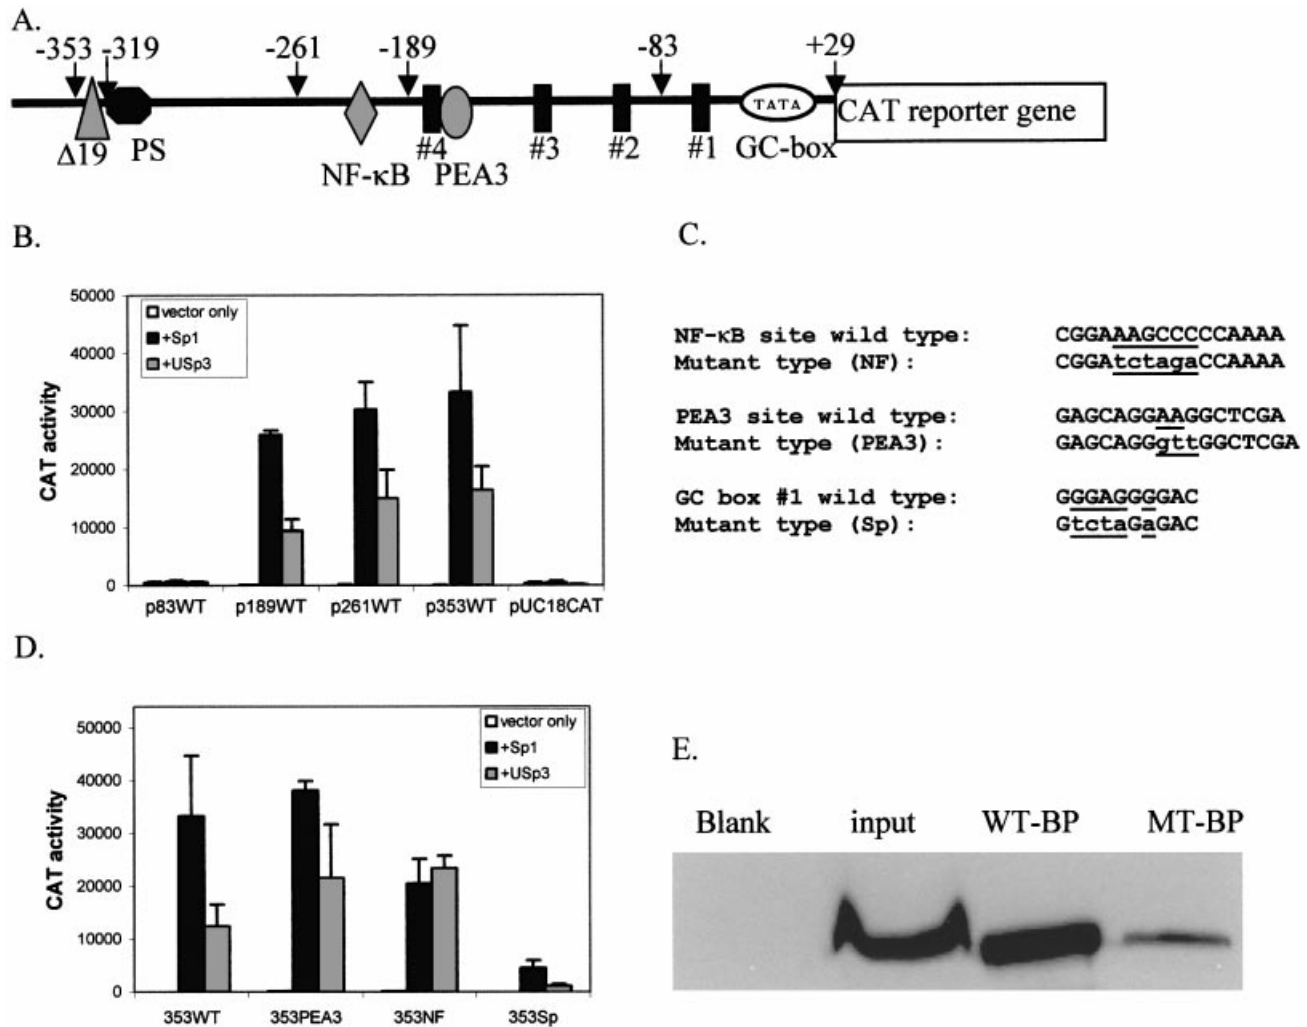 A.
-353 -319 -261 -189 -83 +29
TATA CAT reporter gene
Δ19 PS #4 #3 #2 #1 GC-box
NF-κB PEA3
B.
50000
40000
30000
20000
10000
0
CAT activity
vector only
+Sp1
+USp3
p83WT p189WT p261WT p353WT pUC18CAT
C.
NF-κB site wild type: CGGAAAGCCCCCAAAA
Mutant type (NF): CGGAtctagaCCAAAA
PEA3 site wild type: GAGCAGGAAGGCTCGA
Mutant type (PEA3): GAGCAGGgttGGCTCGA
GC box #1 wild type: GGGAGGGGAC
Mutant type (Sp): GtctaGaGAC
D.
50000
40000
30000
20000
10000
0
CAT activity
vector only
+Sp1
+USp3
353WT 353PEA3 353NF 353Sp
E.
Blank input WT-BP MT-BP